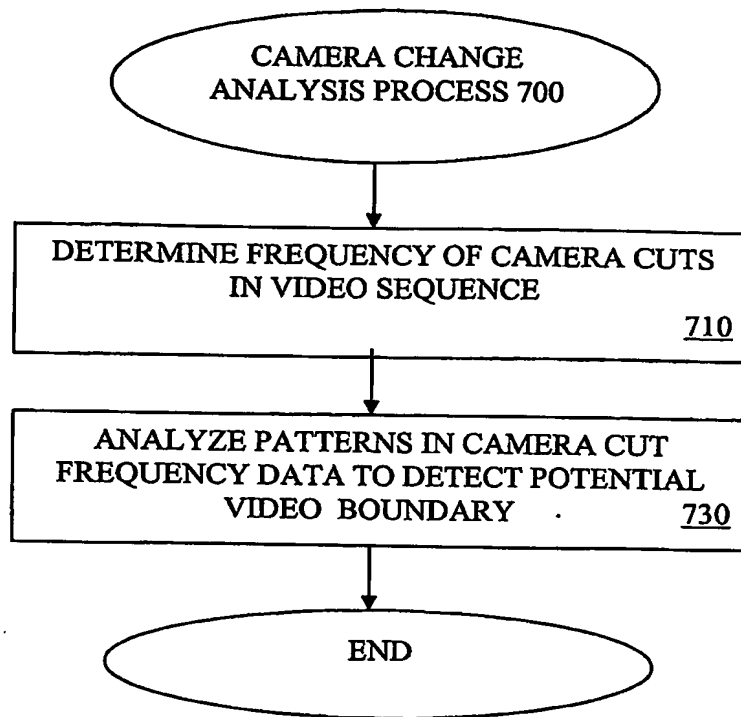 CAMERA CHANGE
ANALYSIS PROCESS 700
DETERMINE FREQUENCY OF CAMERA CUTS
IN VIDEO SEQUENCE
710
ANALYZE PATTERNS IN CAMERA CUT
FREQUENCY DATA TO DETECT POTENTIAL
VIDEO BOUNDARY
730
END